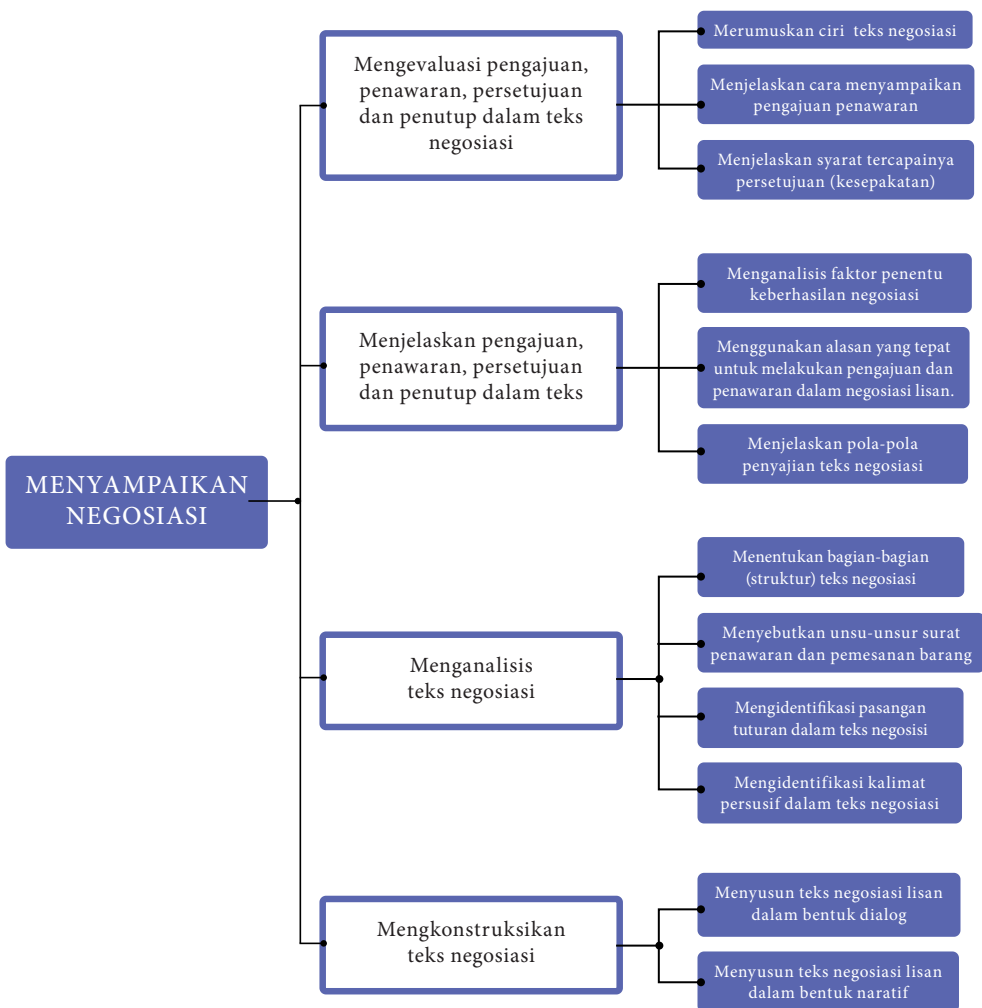 MENYAMPAIKAN
NEGOSIASI
Mengevaluasi pengajuan,
penawaran, persetujuan
dan penutup dalam teks
negosiasi
Merumuskan ciri teks negosiasi
Menjelaskan cara menyampaikan
pengajuan penawaran
Menjelaskan syarat tercapainya
persetujuan (kesepakatan)
Menjelaskan pengajuan,
penawaran, persetujuan
dan penutup dalam teks
Menganalisis faktor penentu
keberhasilan negosiasi
Menggunakan alasan yang tepat
untuk melakukan pengajuan dan
penawaran dalam negosiasi lisan.
Menjelaskan pola-pola
penyajian teks negosiasi
Menganalisis
teks negosiasi
Menentukan bagian-bagian
(struktur) teks negosiasi
Menyebutkan unsu-unsur surat
penawaran dan pemesanan barang
Mengidentifikasi pasangan
tuturan dalam teks negosisi
Mengidentifikasi kalimat
persusif dalam teks negosiasi
Mengkonstruksikan
teks negosiasi
Menyusun teks negosiasi lisan
dalam bentuk dialog
Menyusun teks negosiasi lisan
dalam bentuk naratif